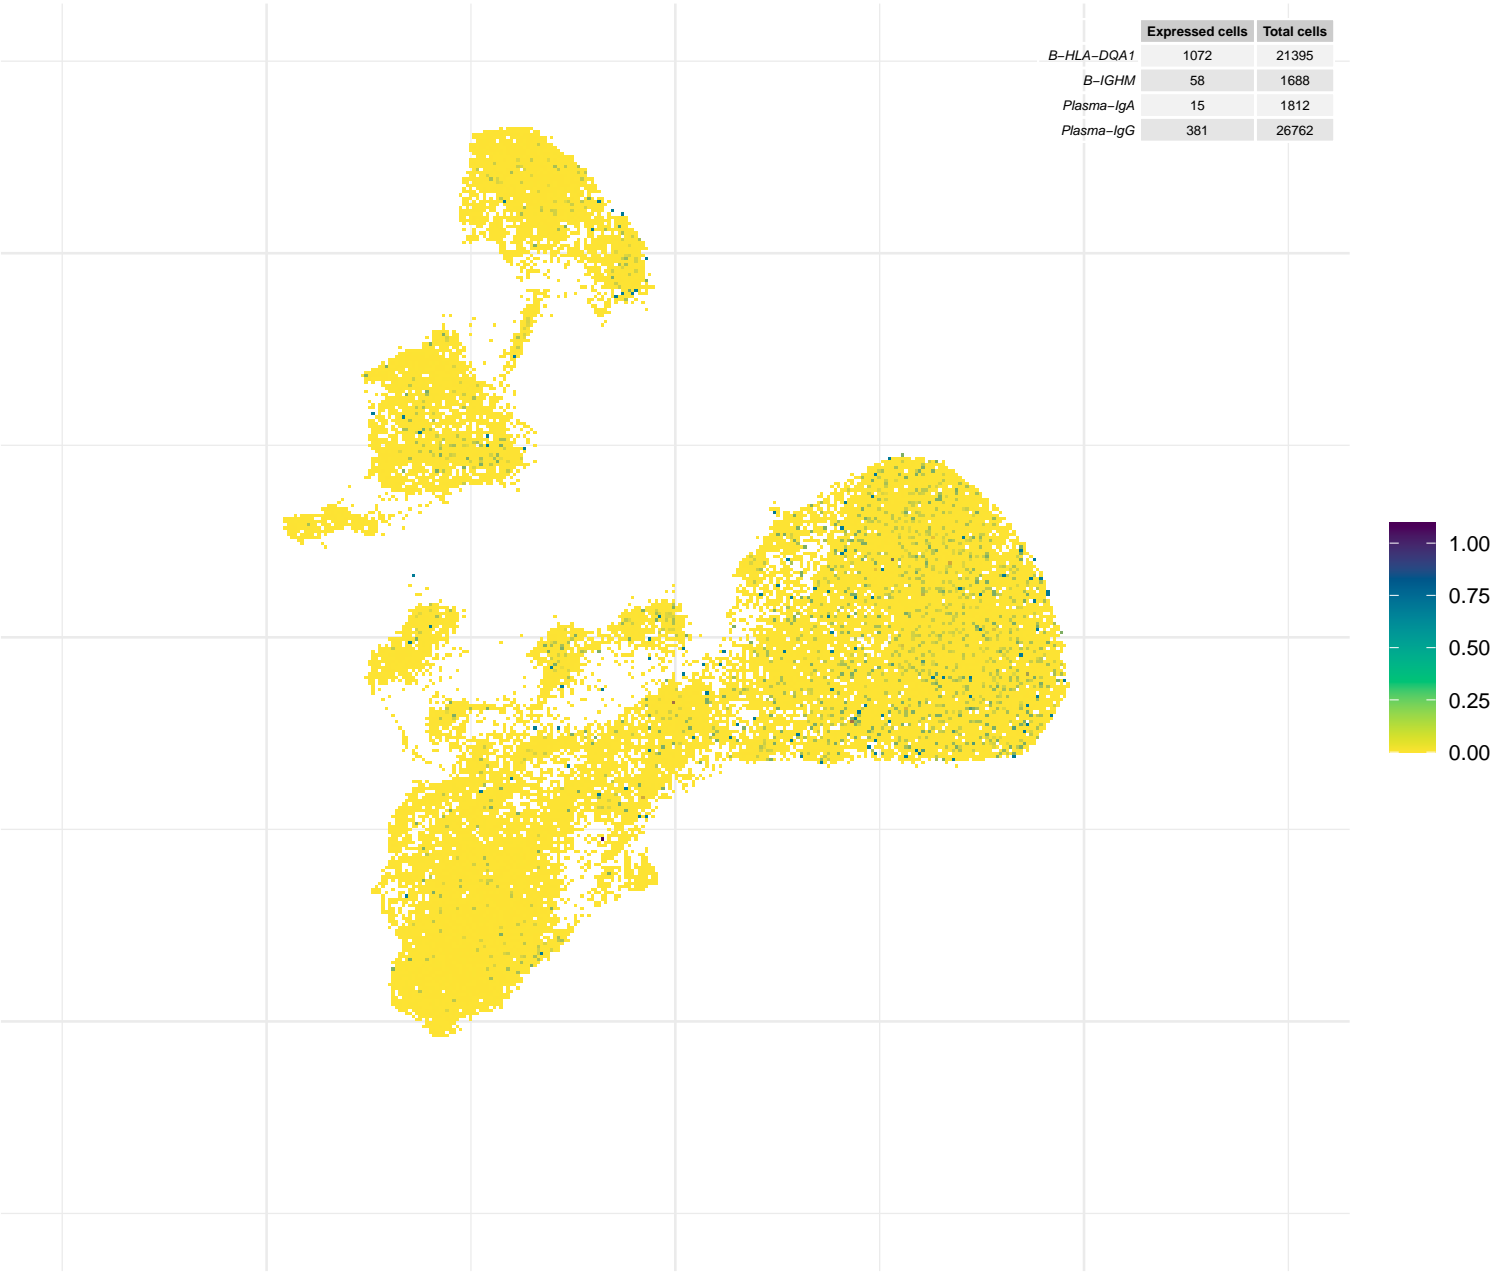 Expressed cells Total cells
B−HLA−DQA1 1072 21395
B−IGHM 58 1688
Plasma−IgA 15 1812
Plasma−IgG 381 26762
1.00
0.75
0.50
0.25
0.00